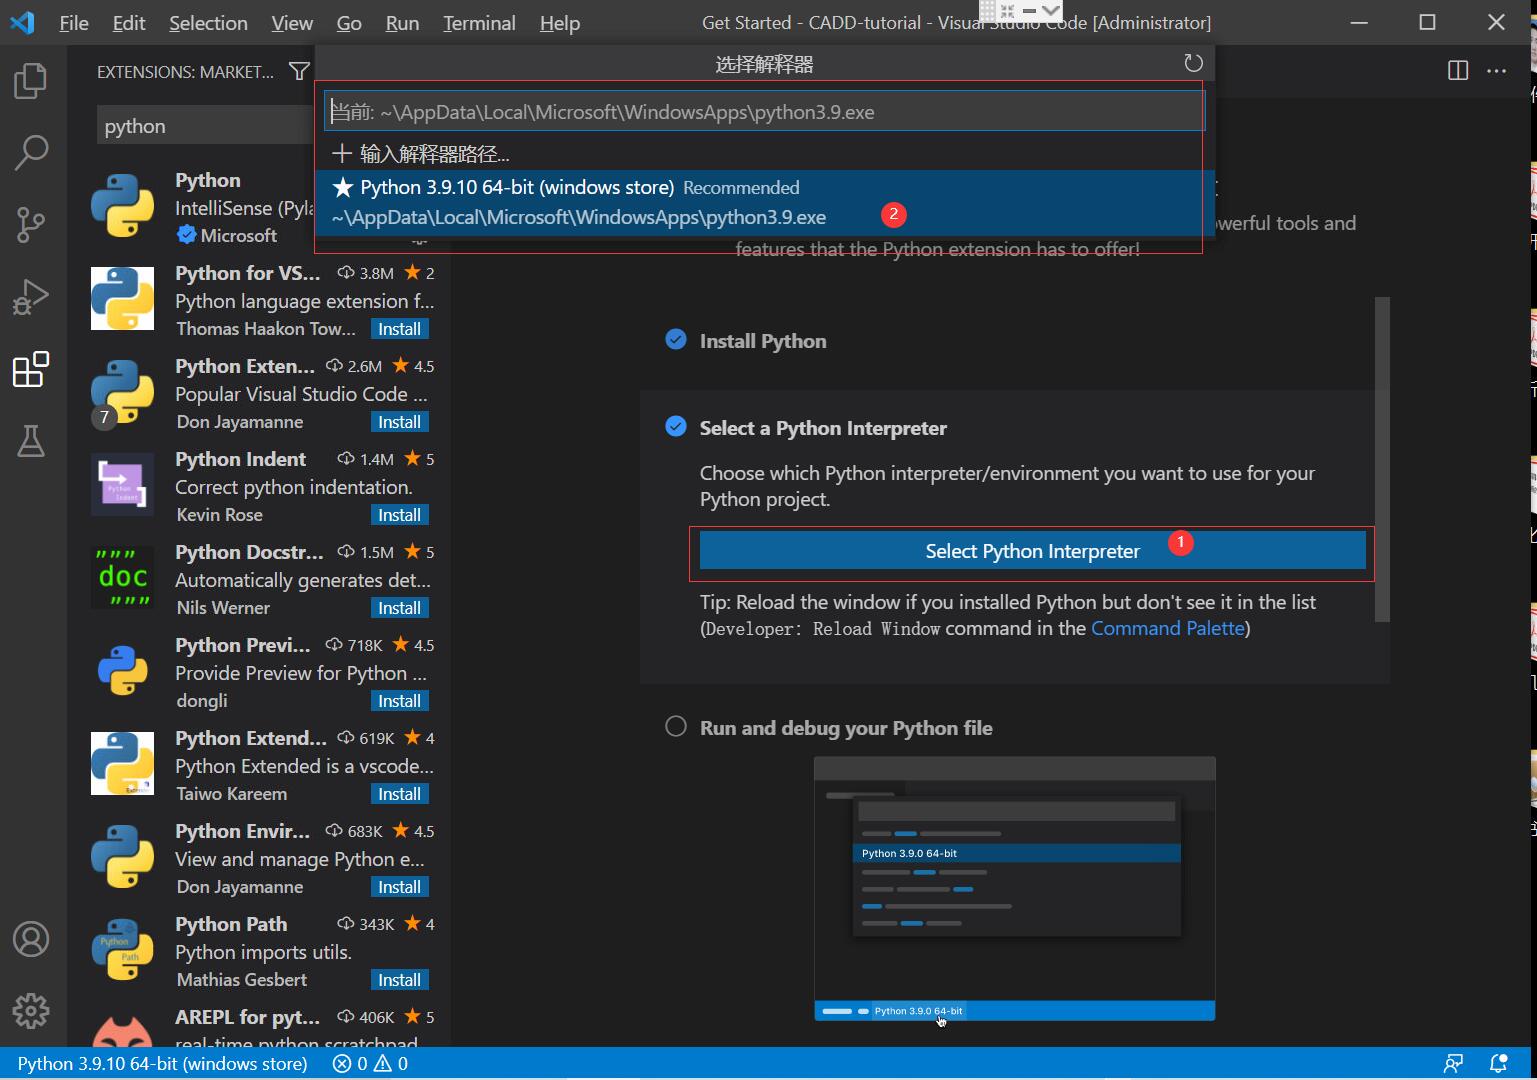 File Edit Selection View Go Run Terminal Help
Get Started - CADD-tutorial - Visual Studio Code [Administrator]
EXTENSIONS: MARKET...
python
选择解释器
当前: ~\AppData\Local\Microsoft\WindowsApps\python3.9.exe
输入解释器路径...
Python 3.9.10 64-bit (windows store) Recommended
~\AppData\Local\Microsoft\WindowsApps\python3.9.exe
2
Python
IntelliSense (Pyla
Microsoft
Python for VS... 3.8M 2
Python language extension f...
Thomas Haakon Tow... Install
Python Exten... 2.6M 4.5
Popular Visual Studio Code ...
7
Don Jayamanne Install
Python Indent 1.4M 5
Correct python indentation.
Kevin Rose Install
Python Docstr... 1.5M 5
Automatically generates det...
Nils Werner Install
Python Previ... 718K 4.5
Provide Preview for Python ...
dongli Install
Python Extend... 619K 4
Python Extended is a vscode...
Taiwo Kareem Install
Python Envir... 683K 4.5
View and manage Python e...
Don Jayamanne Install
Python Path 343K 4
Python imports utils.
Mathias Gesbert Install
AREPL for pyt... 406K 5
real-time python scratchpad
werful tools and
features that the Python extension has to offer!
Install Python
Select a Python Interpreter
Choose which Python interpreter/environment you want to use for your
Python project.
Select Python Interpreter
1
Tip: Reload the window if you installed Python but don't see it in the list
(Developer: Reload Window command in the Command Palette)
Run and debug your Python file
Python 3.9.0 64-bit
Python 3.9.0 64-bit
Python 3.9.10 64-bit (windows store) 0 0